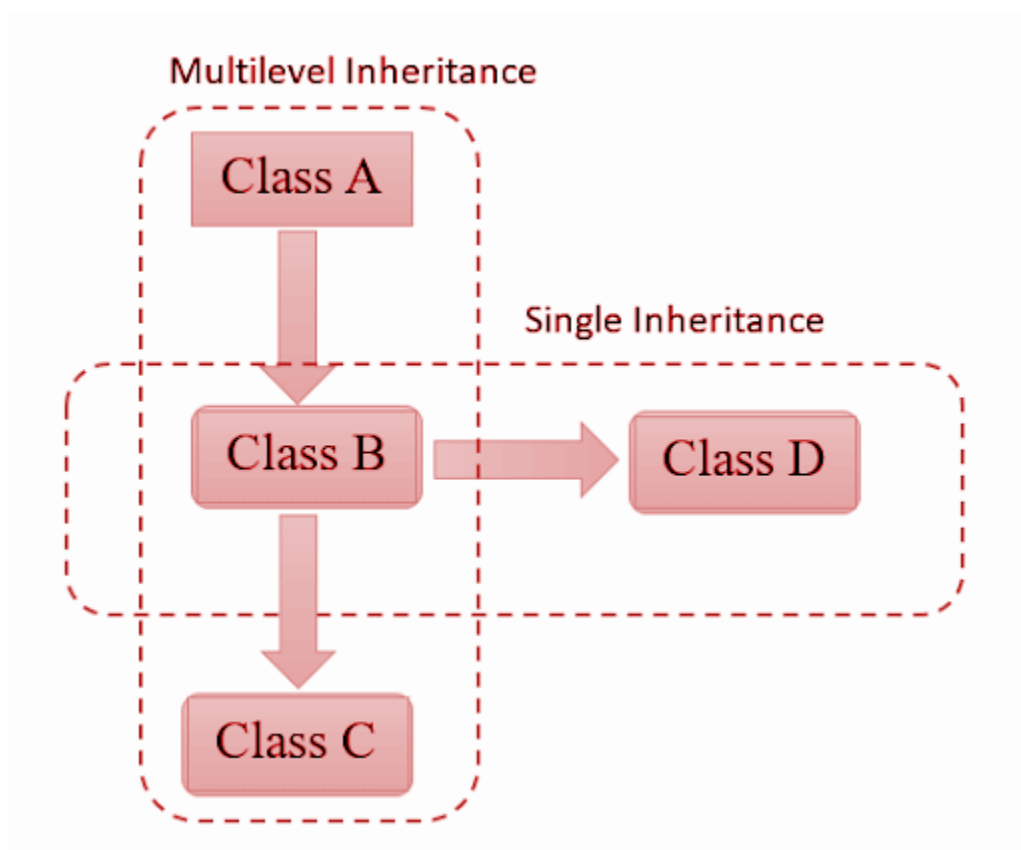 Multilevel Inheritance
Class A
Single Inheritance
Class B
Class D
Class C